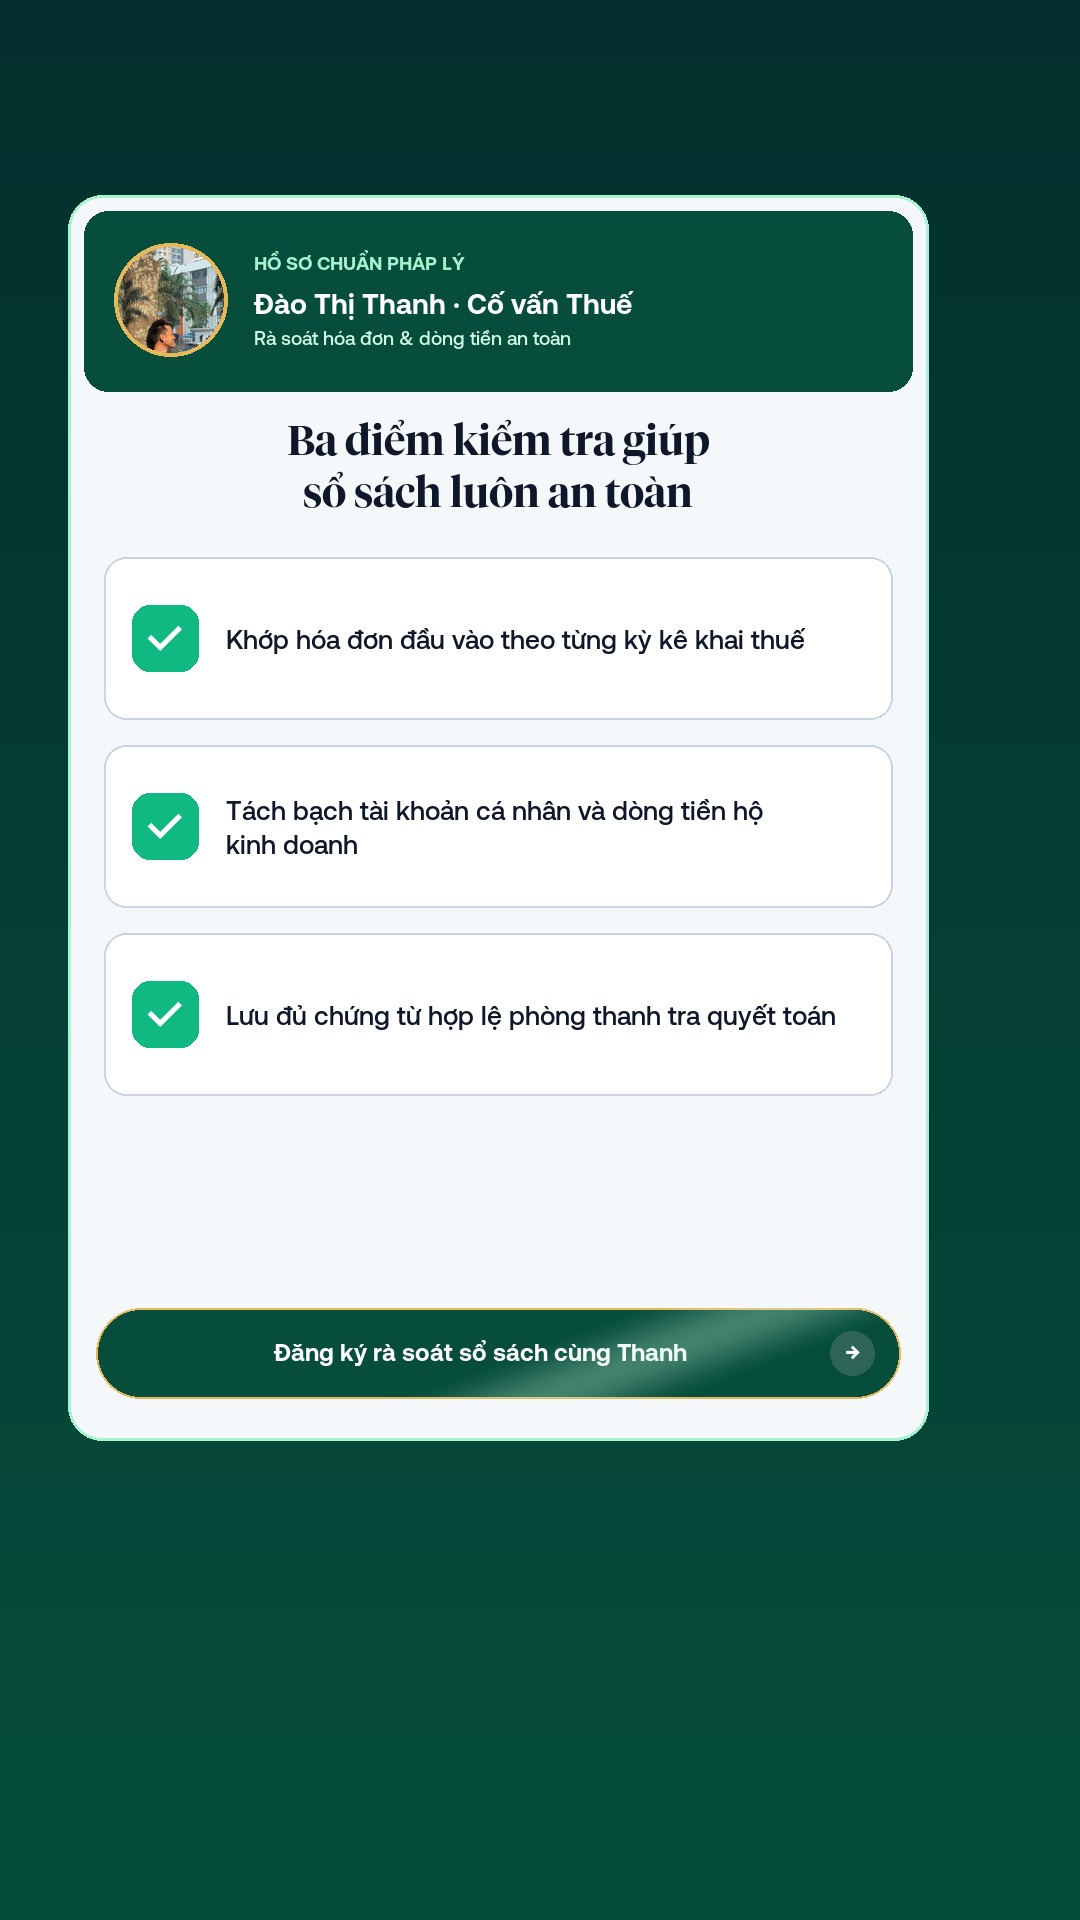 HỒ SƠ CHUẨN PHÁP LÝ
Đào Thị Thanh · Cố vấn Thuế
Rà soát hóa đơn & dòng tiền an toàn
Ba điểm kiểm tra giúp
sổ sách luôn an toàn
Khớp hóa đơn đầu vào theo từng kỳ kê khai thuế
Tách bạch tài khoản cá nhân và dòng tiền hộ
kinh doanh
Lưu đủ chứng từ hợp lệ phòng thanh tra quyết toán
Đăng ký rà soát sổ sách cùng Thanh